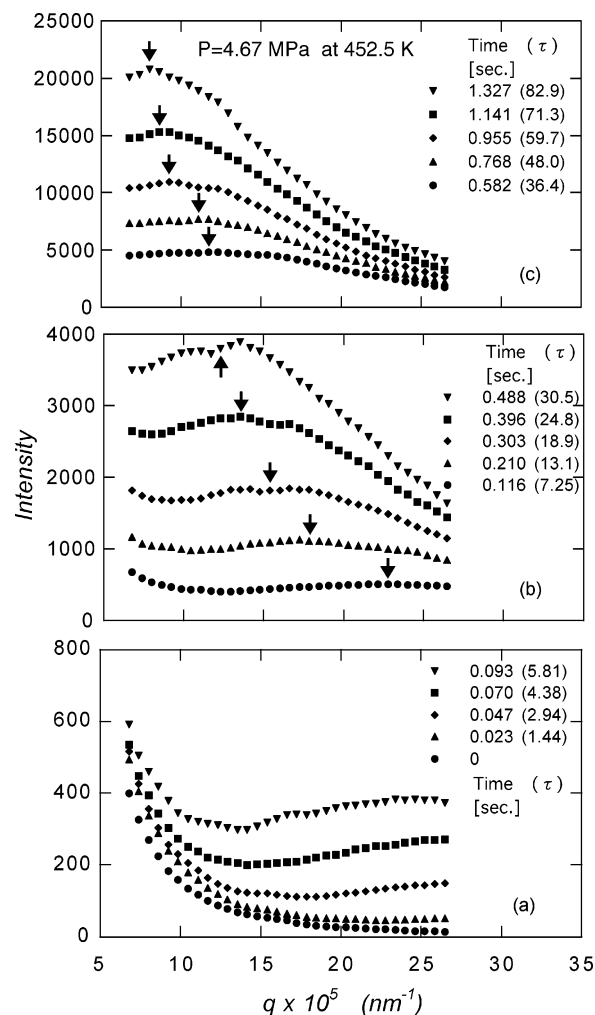 25000
20000
15000
10000
5000
0
P=4.67 MPa at 452.5 K
Time (τ)
[sec.]
1.327 (82.9)
1.141 (71.3)
0.955 (59.7)
0.768 (48.0)
0.582 (36.4)
(c)
4000
3000
2000
1000
0
Intensity
Time (τ)
[sec.]
0.488 (30.5)
0.396 (24.8)
0.303 (18.9)
0.210 (13.1)
0.116 (7.25)
(b)
800
600
400
200
0
0.093 (5.81)
0.070 (4.38)
0.047 (2.94)
0.023 (1.44)
0
Time (τ)
[sec.]
(a)
5 10 15 20 25 30 35
q x 10⁵ (nm⁻¹)